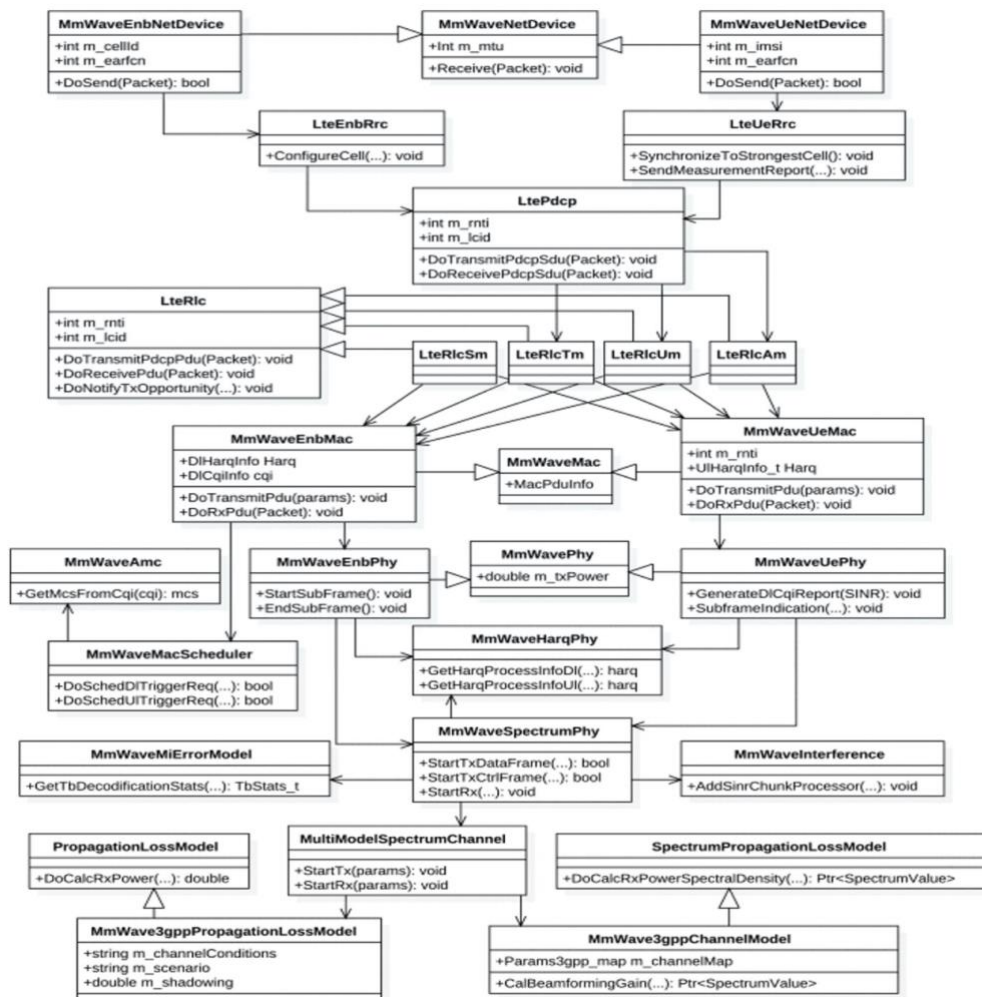 MmWaveEnbNetDevice
+int m_cellId
+int m_earfcn
+DoSend(Packet): bool
MmWaveNetDevice
+Int m_mtu
+Receive(Packet): void
MmWaveUeNetDevice
+int m_imsi
+int m_earfcn
+DoSend(Packet): bool
LteEnbRrc
+ConfigureCell(...): void
LteUeRrc
+SynchronizeToStrongestCell(): void
+SendMeasurementReport(...): void
LtePdcp
+int m_rnti
+int m_lcid
+DoTransmitPdcpSdu(Packet): void
+DoReceivePdcpSdu(Packet): void
LteRlc
+int m_rnti
+int m_lcid
+DoTransmitPdcpPdu(Packet): void
+DoReceivePdu(Packet): void
+DoNotifyTxOpportunity(...): void
LteRlcSm
LteRlcTm
LteRlcUm
LteRlcAm
MmWaveEnbMac
+DlHarqInfo Harq
+DlCqiInfo cqi
+DoTransmitPdu(params): void
+DoRxPdu(Packet): void
MmWaveMac
+MacPduInfo
MmWaveUeMac
+int m_rnti
+UlHarqInfo_t Harq
+DoTransmitPdu(params): void
+DoRxPdu(Packet): void
MmWaveAmc
+GetMcsFromCqi(cqi): mcs
MmWaveEnbPhy
+StartSubFrame(): void
+EndSubFrame(): void
MmWavePhy
+double m_txPower
MmWaveUePhy
+GenerateDlCqiReport(SINR): void
+SubframeIndication(...): void
MmWaveMacScheduler
+DoSchedDlTriggerReq(...): bool
+DoSchedUlTriggerReq(...): bool
MmWaveHarqPhy
+GetHarqProcessInfoDl(...): harq
+GetHarqProcessInfoUl(...): harq
MmWaveSpectrumPhy
+StartTxDataFrame(...): bool
+StartTxCtrlFrame(...): bool
+StartRx(...): void
MmWaveMiErrorModel
+GetTbDecodificationStats(...): TbStats_t
MmWaveInterference
+AddSinrChunkProcessor(...): void
PropagationLossModel
+DoCalcRxPower(...): double
MultiModelSpectrumChannel
+StartTx(params): void
+StartRx(params): void
SpectrumPropagationLossModel
+DoCalcRxPowerSpectralDensity(...): Ptr<SpectrumValue>
MmWave3gppPropagationLossModel
+string m_channelConditions
+string m_scenario
+double m_shadowing
MmWave3gppChannelModel
+Params3gpp_map m_channelMap
+CalBeamformingGain(...): Ptr<SpectrumValue>